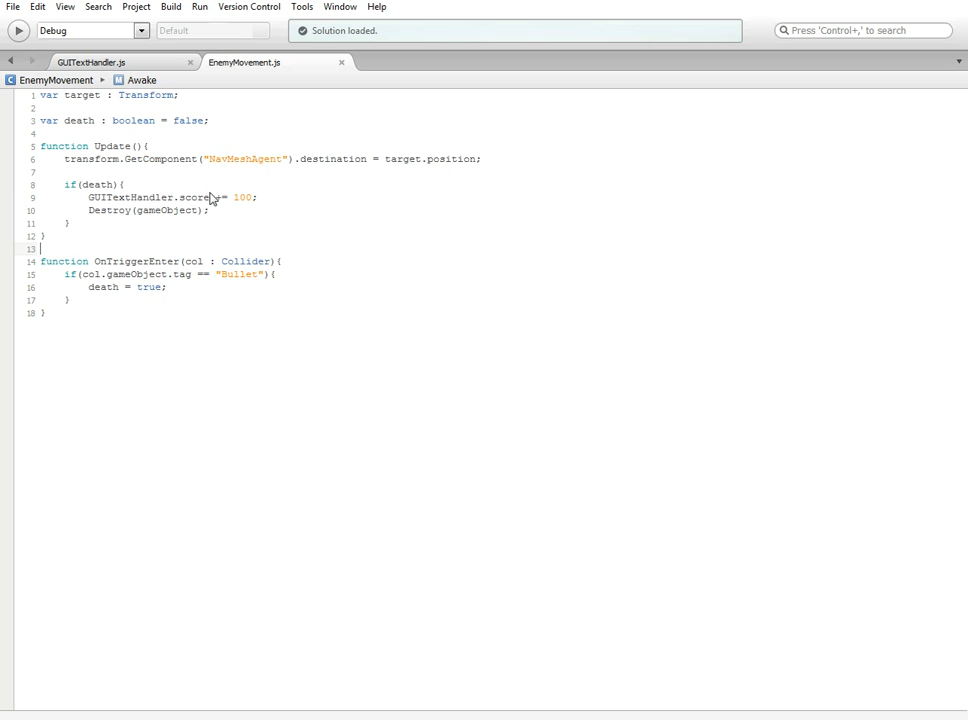 File Edit View Search Project Build Run Version Control Tools Window Help
Debug Default Solution loaded. Press 'Control+,' to search
GUITextHandler.js EnemyMovement.js
C EnemyMovement M Awake
1 var target : Transform;
2
3 var death : boolean = false;
4
5 function Update(){
6 transform.GetComponent("NavMeshAgent").destination = target.position;
7
8 if(death){
9 GUITextHandler.score += 100;
10 Destroy(gameObject);
11 }
12 }
13
14 function OnTriggerEnter(col : Collider){
15 if(col.gameObject.tag == "Bullet"){
16 death = true;
17 }
18 }